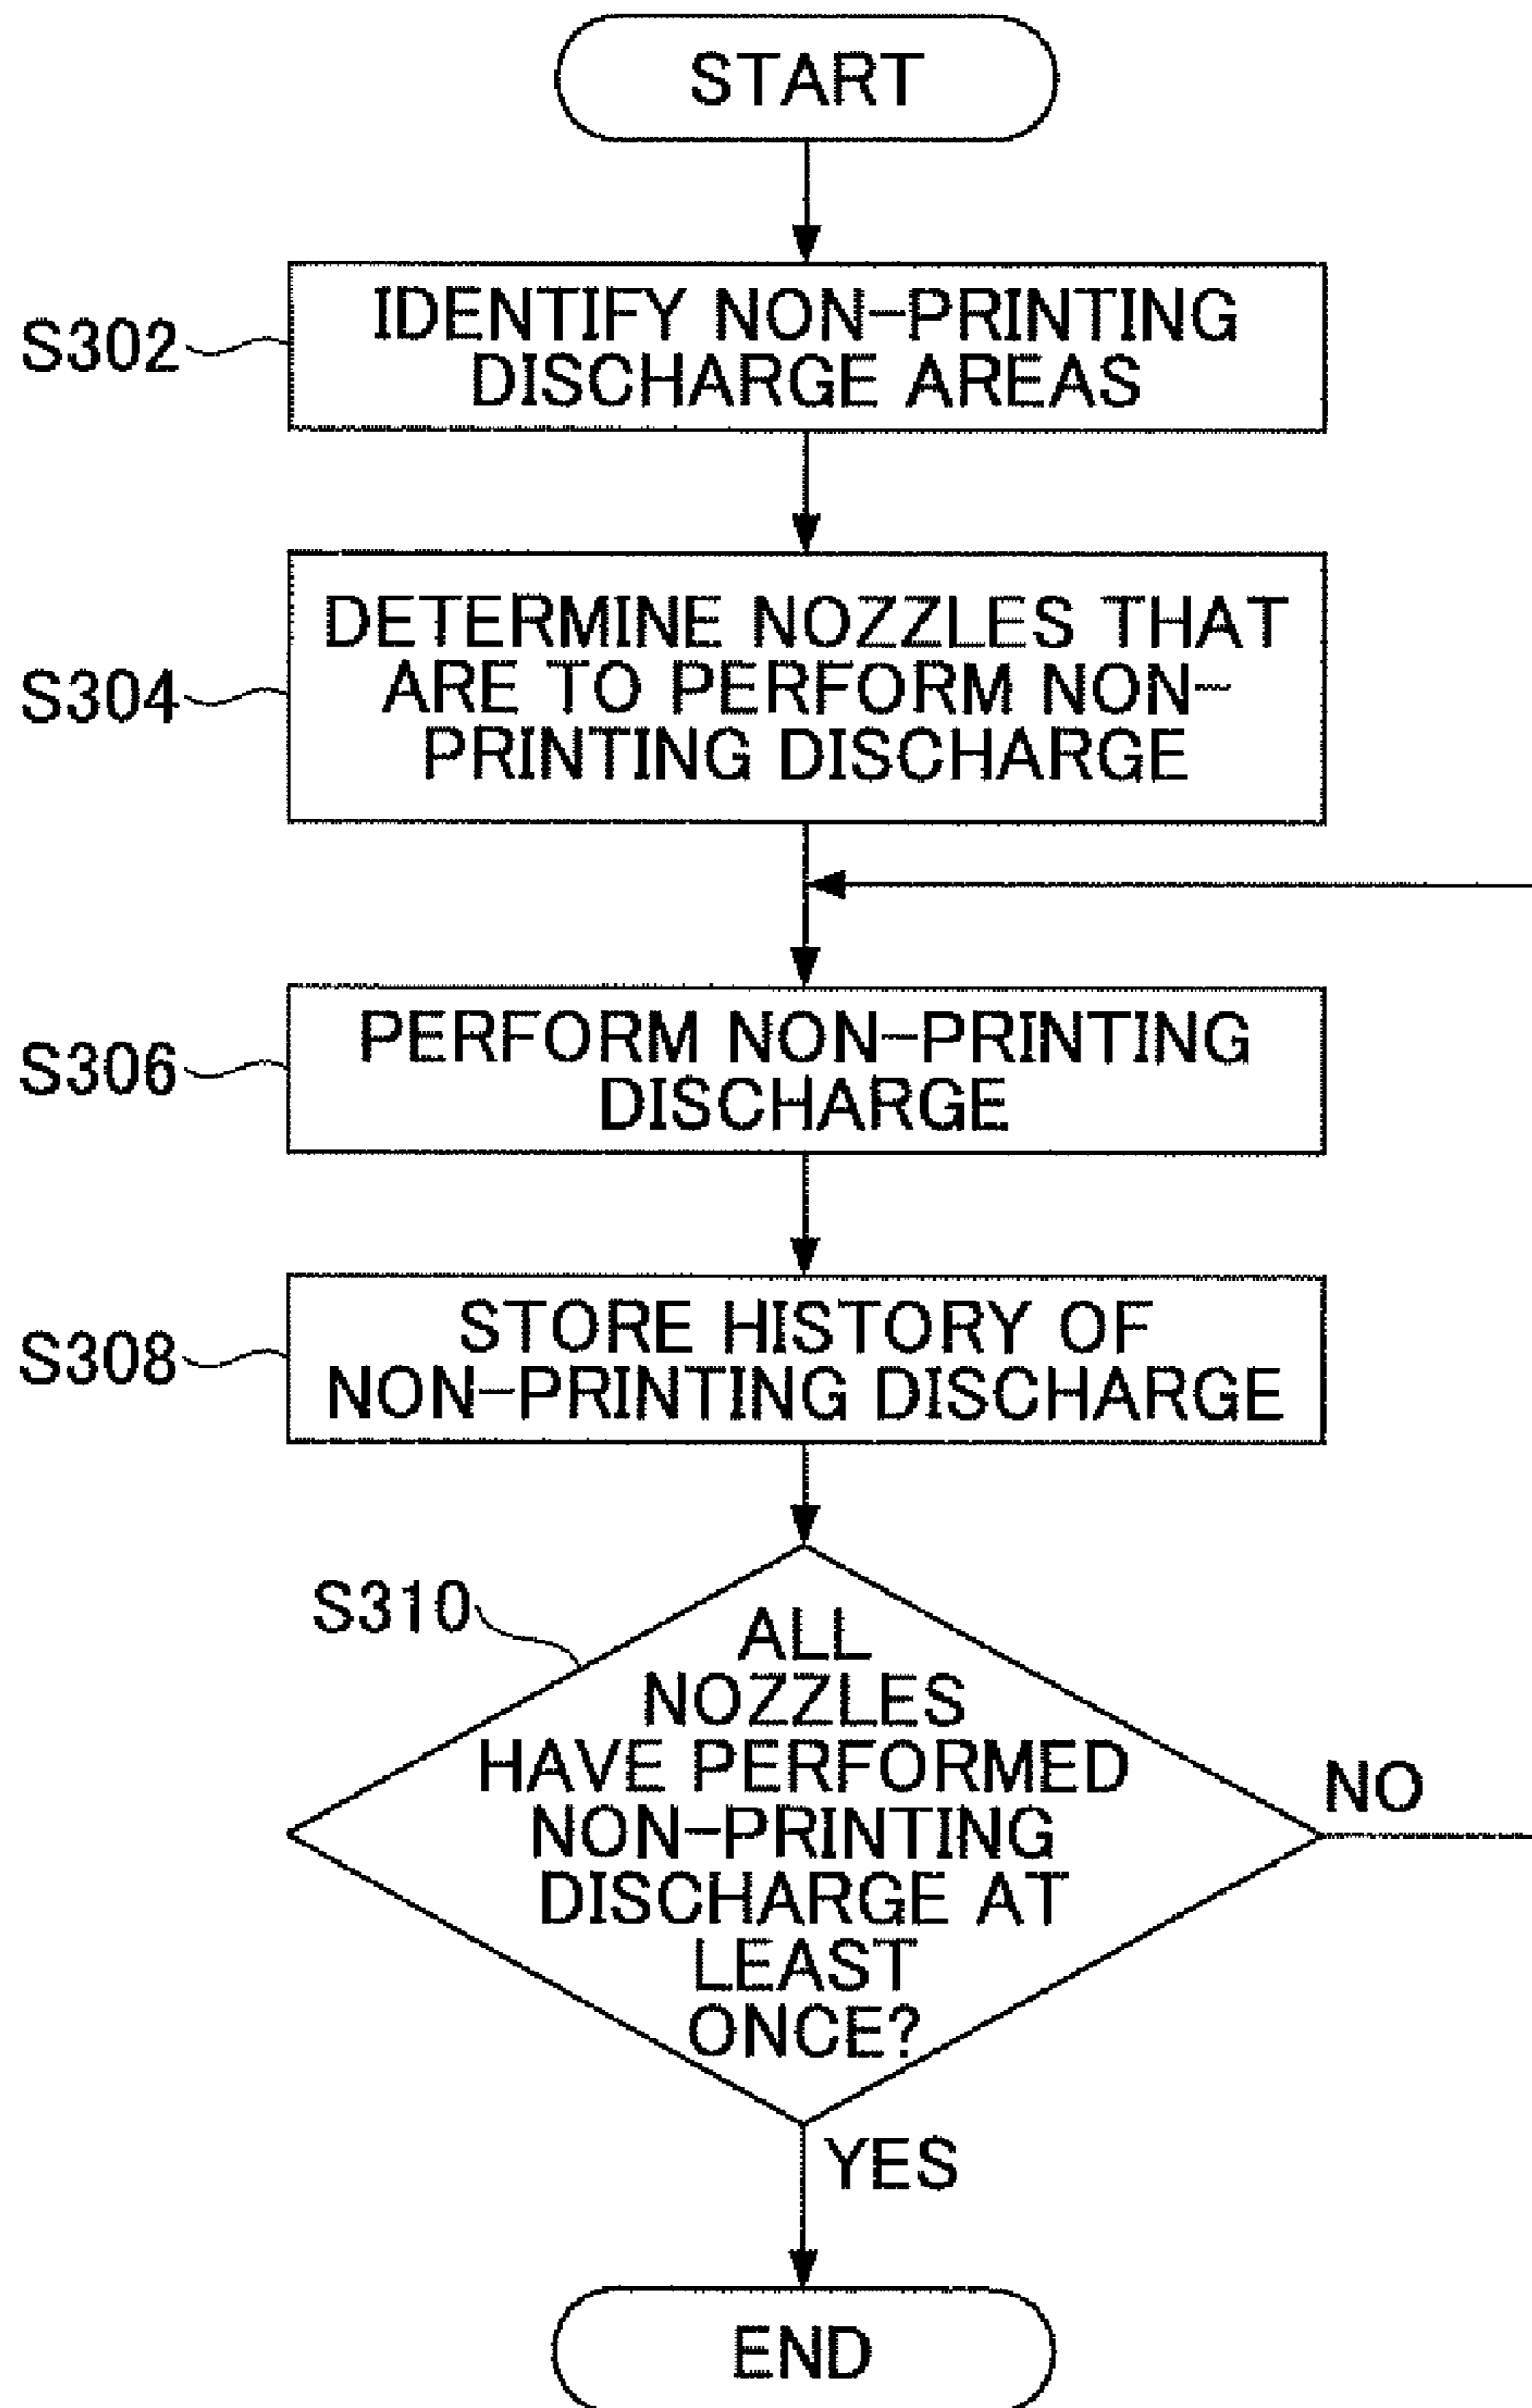 START
S302
IDENTIFY NON-PRINTING
DISCHARGE AREAS
S304
DETERMINE NOZZLES THAT
ARE TO PERFORM NON-
PRINTING DISCHARGE
S306
PERFORM NON-PRINTING
DISCHARGE
S308
STORE HISTORY OF
NON-PRINTING DISCHARGE
S310
ALL
NOZZLES
HAVE PERFORMED
NON-PRINTING
DISCHARGE AT
LEAST
ONCE?
NO
YES
END